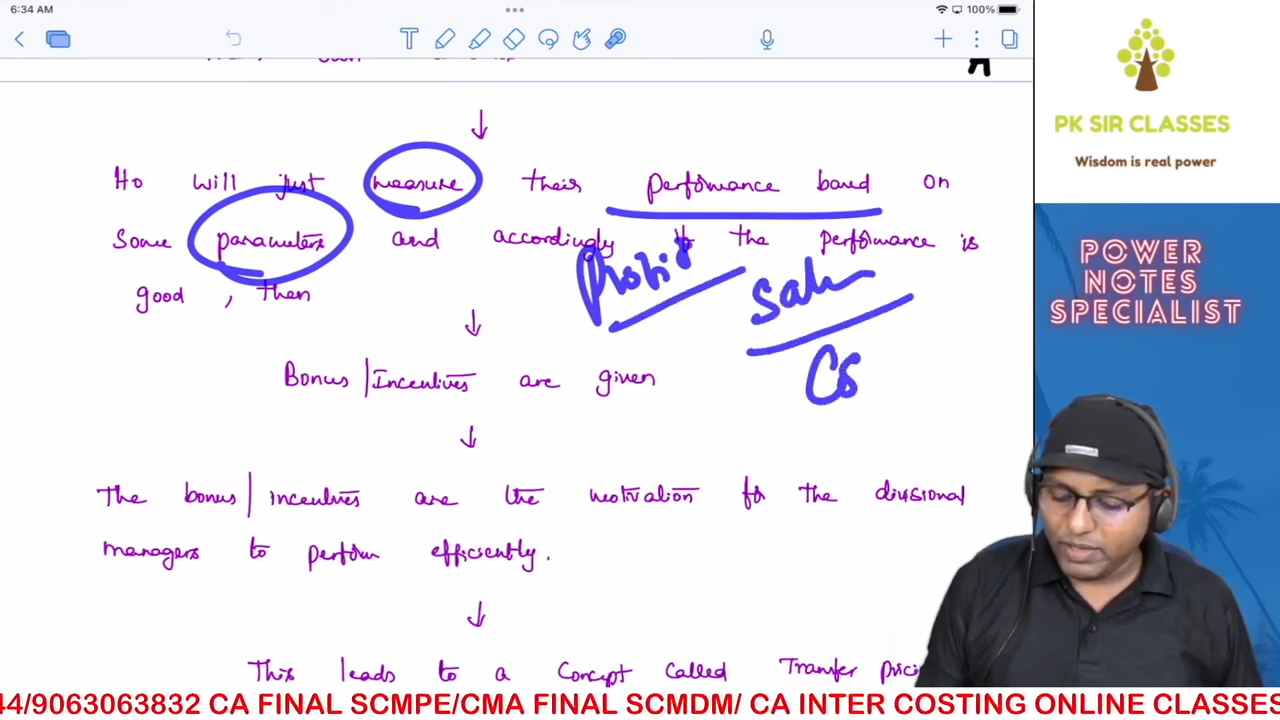 6:34 AM
100%
T
PK SIR CLASSES
Wisdom is real power
POWER
NOTES
SPECIALIST
Ho will just measure their performance based on
Some parameters and accordingly if the performance is
good, then
Profit
Sale
CS
Bonus | Incentives are given
The bonus | incentives are the motivation for the divisional
managers to perform efficiently.
This leads to a Concept called Transfer prici
44/9063063832 CA FINAL SCMPE/CMA FINAL SCMDM/ CA INTER COSTING ONLINE CLASSES